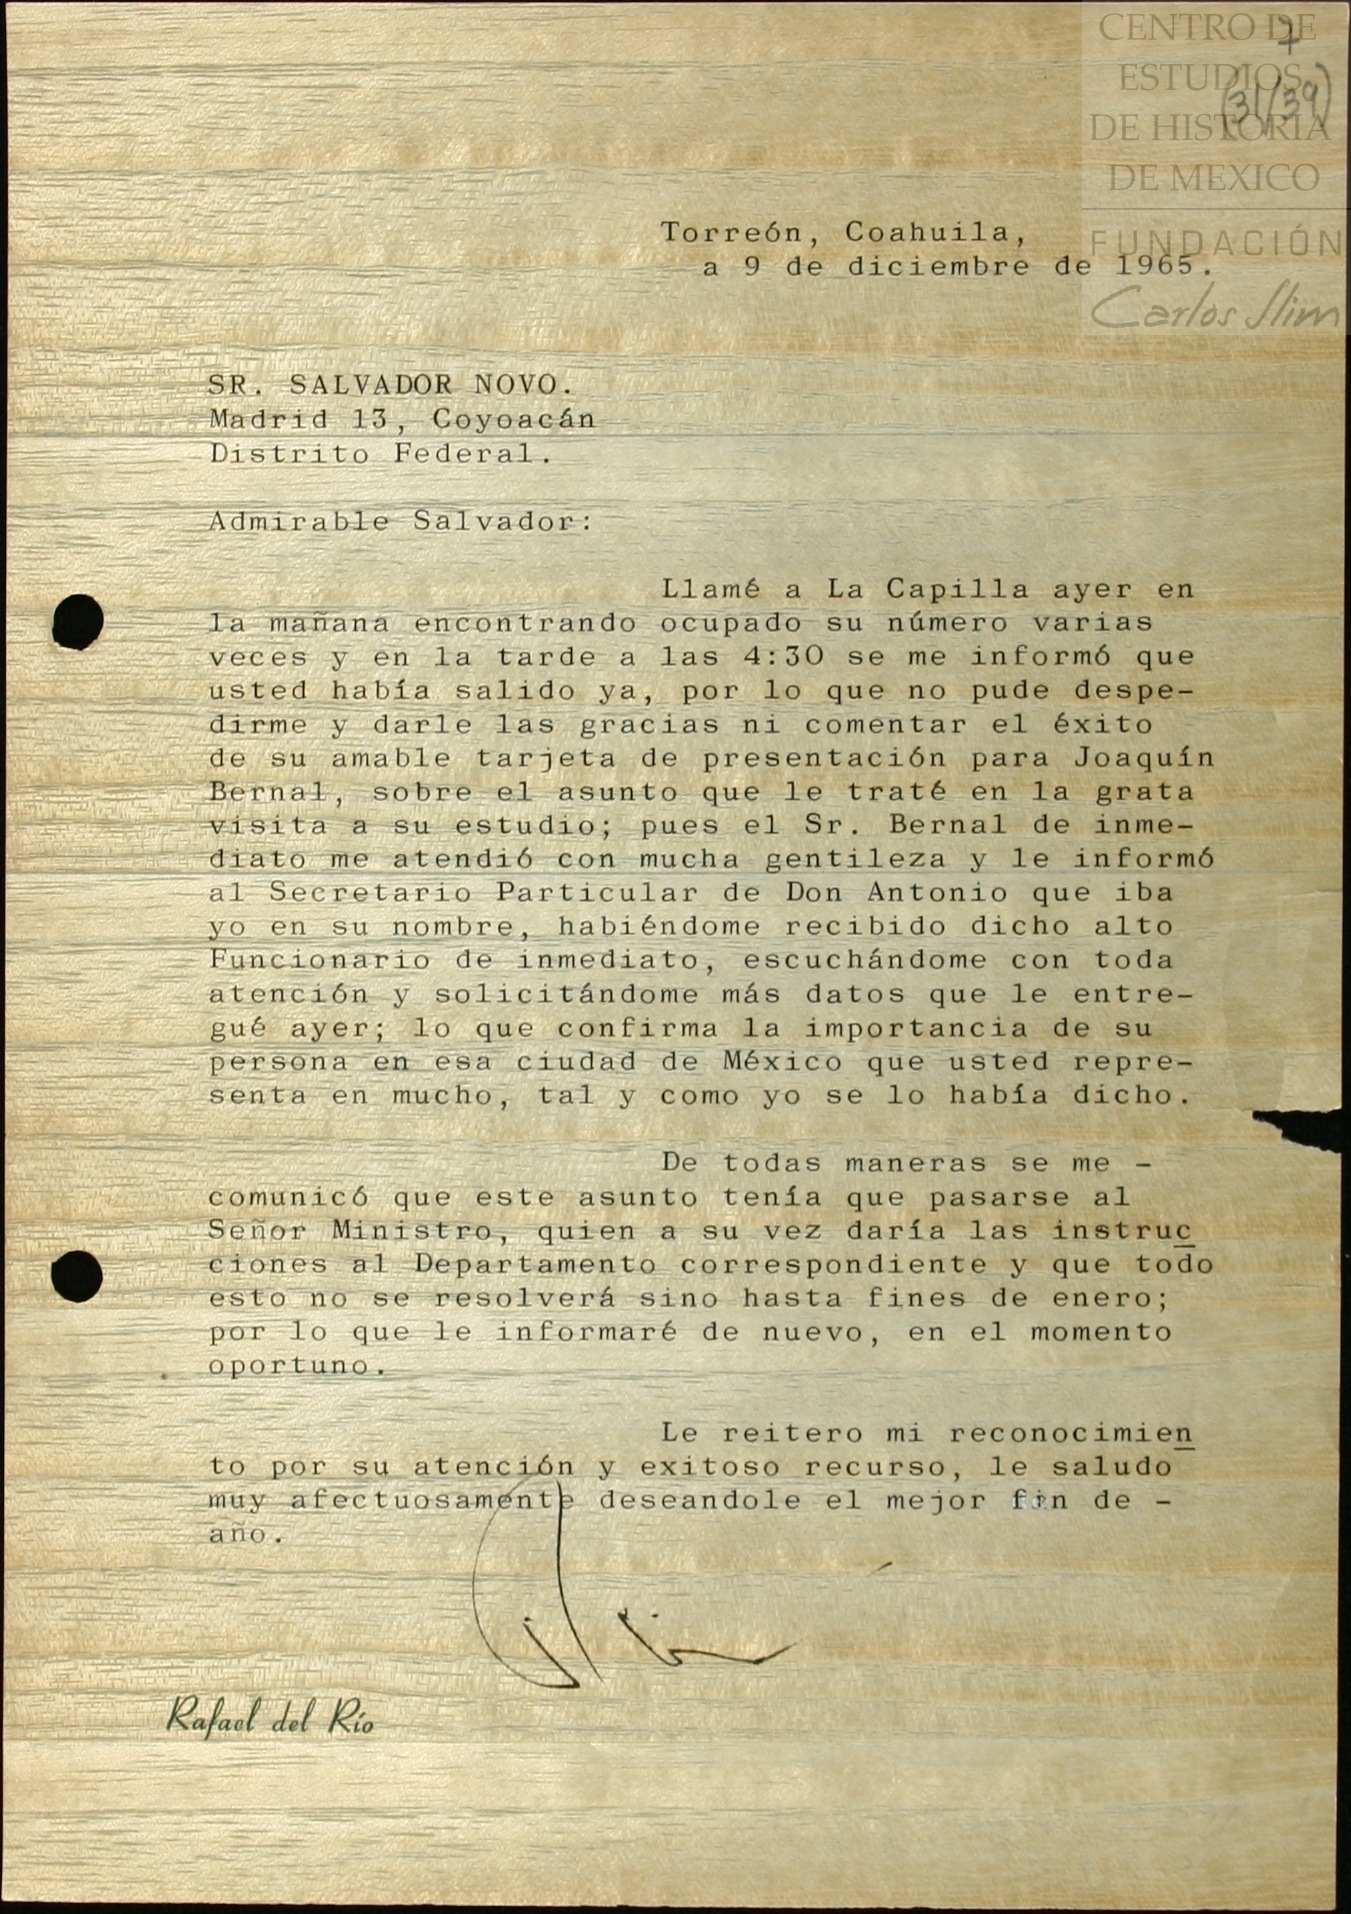 CENTRO DE
ESTUDIOS
DE HISTORIA
DE MEXICO
FUNDACIÓN
Carlos Slim
7
(31/39)
Torreón, Coahuila,
a 9 de diciembre de 1965.
SR. SALVADOR NOVO.
Madrid 13, Coyoacán
Distrito Federal.
Admirable Salvador:
Llamé a La Capilla ayer en
la mañana encontrando ocupado su número varias
veces y en la tarde a las 4:30 se me informó que
usted había salido ya, por lo que no pude despe-
dirme y darle las gracias ni comentar el éxito
de su amable tarjeta de presentación para Joaquín
Bernal, sobre el asunto que le traté en la grata
visita a su estudio; pues el Sr. Bernal de inme-
diato me atendió con mucha gentileza y le informó
al Secretario Particular de Don Antonio que iba
yo en su nombre, habiéndome recibido dicho alto
Funcionario de inmediato, escuchándome con toda
atención y solicitándome más datos que le entre-
gué ayer; lo que confirma la importancia de su
persona en esa ciudad de México que usted repre-
senta en mucho, tal y como yo se lo había dicho.
De todas maneras se me -
comunicó que este asunto tenía que pasarse al
Señor Ministro, quien a su vez daría las instruc
ciones al Departamento correspondiente y que todo
esto no se resolverá sino hasta fines de enero;
por lo que le informaré de nuevo, en el momento
oportuno.
Le reitero mi reconocimien
to por su atención y exitoso recurso, le saludo
muy afectuosamente deseandole el mejor fin de -
año.
Rafael del Río